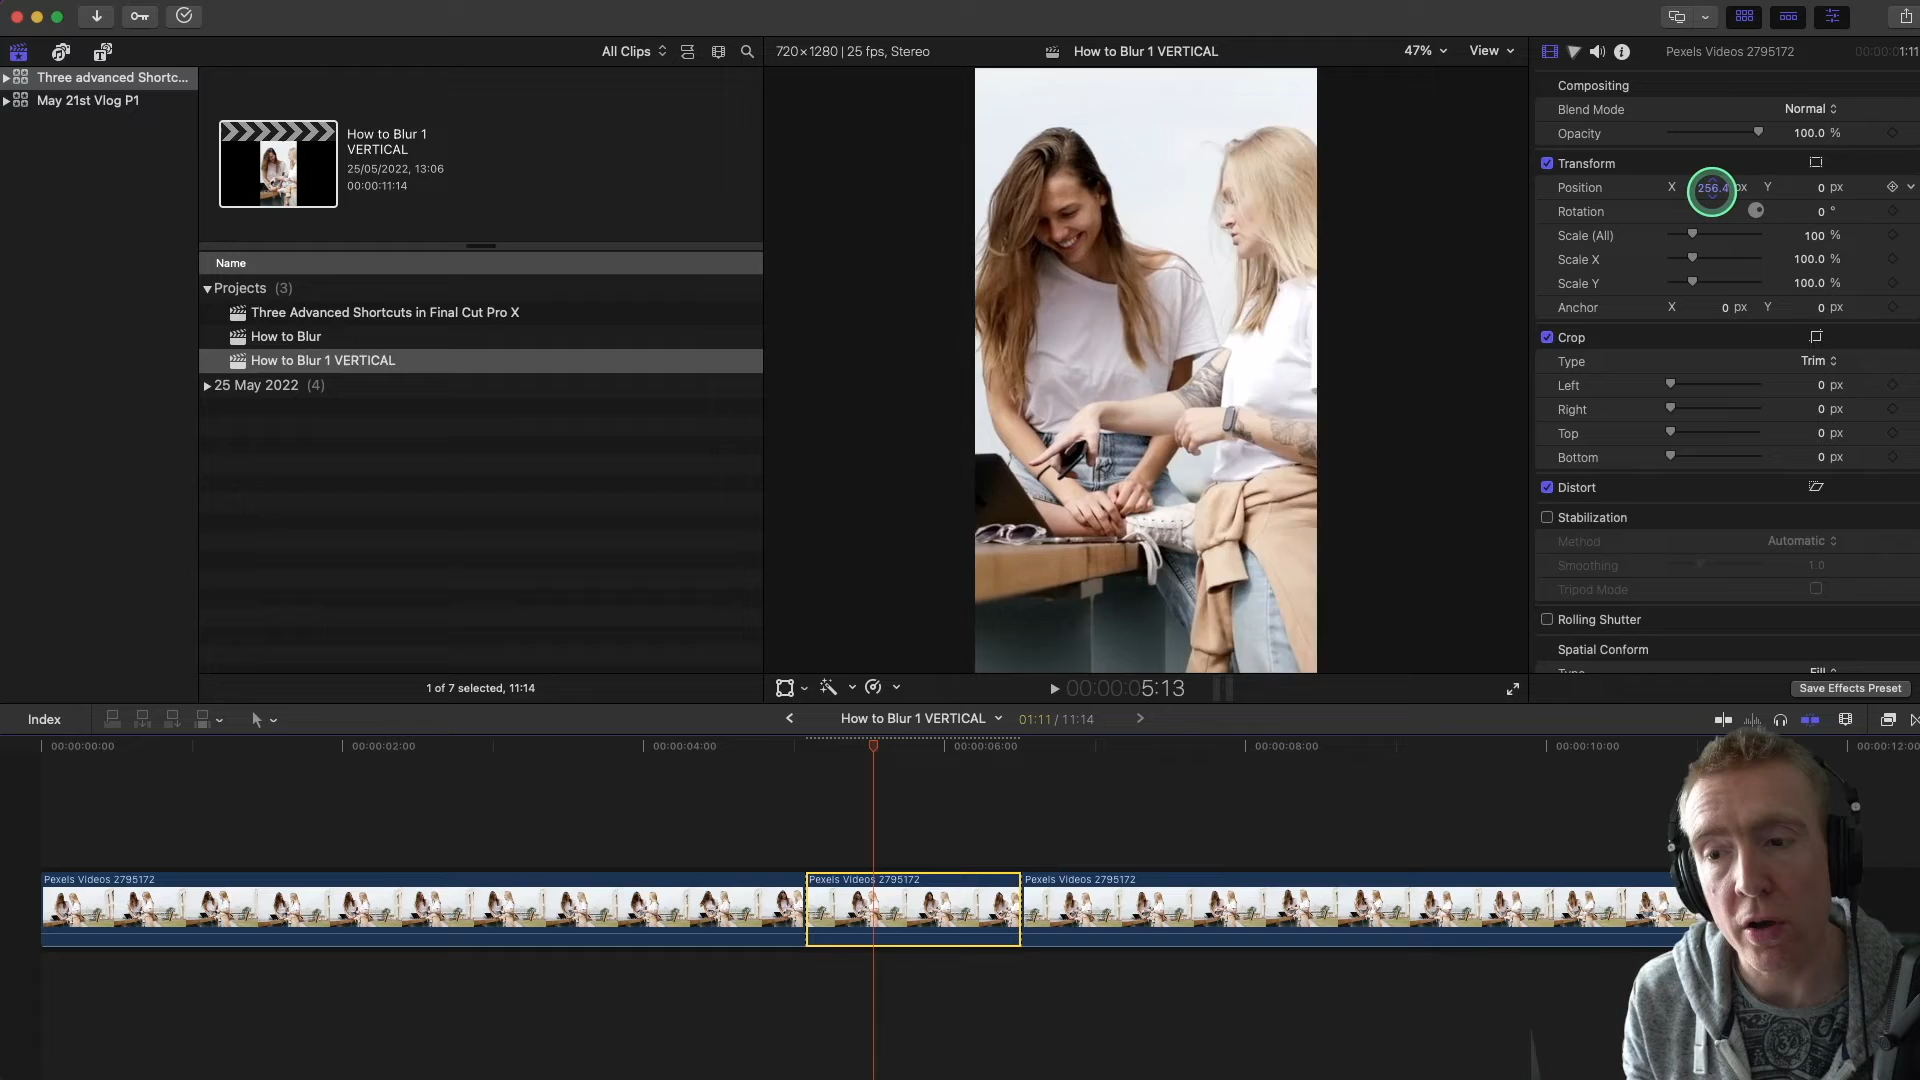 All Clips
720×1280 | 25 fps, Stereo
How to Blur 1 VERTICAL
47%
View
Pexels Videos 2795172
00:00:01:11
Three advanced Shortc...
May 21st Vlog P1
How to Blur 1
VERTICAL
25/05/2022, 13:06
00:00:11:14
Name
Projects (3)
Three Advanced Shortcuts in Final Cut Pro X
How to Blur
How to Blur 1 VERTICAL
25 May 2022 (4)
1 of 7 selected, 11:14
00:00:05:13
Compositing
Blend Mode Normal
Opacity 100.0 %
Transform
Position X 256.4 px Y 0 px
Rotation 0 °
Scale (All) 100 %
Scale X 100.0 %
Scale Y 100.0 %
Anchor X 0 px Y 0 px
Crop
Type Trim
Left 0 px
Right 0 px
Top 0 px
Bottom 0 px
Distort
Stabilization
Method Automatic
Smoothing 1.0
Tripod Mode
Rolling Shutter
Spatial Conform
Save Effects Preset
Index
How to Blur 1 VERTICAL
01:11 / 11:14
00:00:00:00
00:00:02:00
00:00:04:00
00:00:06:00
00:00:08:00
00:00:10:00
00:00:12:00
Pexels Videos 2795172
Pexels Videos 2795172
Pexels Videos 2795172